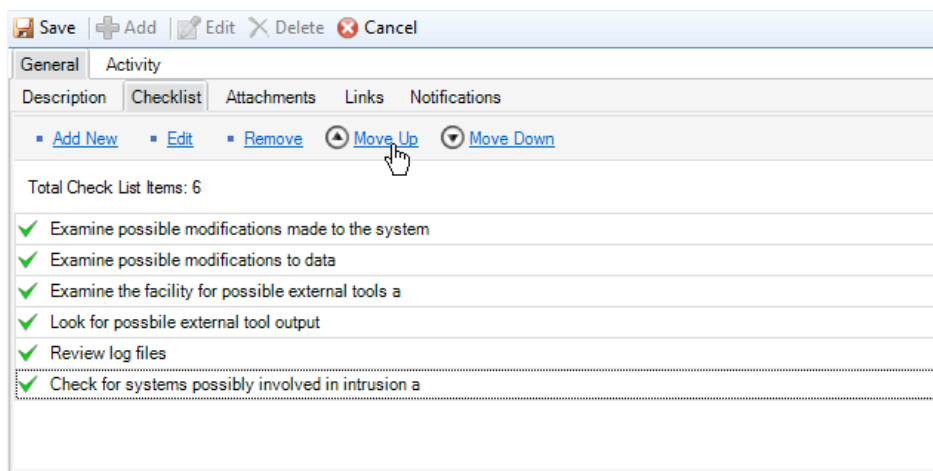 Save Add Edit Delete Cancel
General Activity
Description Checklist Attachments Links Notifications
Add New Edit Remove Move Up Move Down
Total Check List Items: 6
Examine possible modifications made to the system
Examine possible modifications to data
Examine the facility for possible external tools a
Look for possbile external tool output
Review log files
Check for systems possibly involved in intrusion a